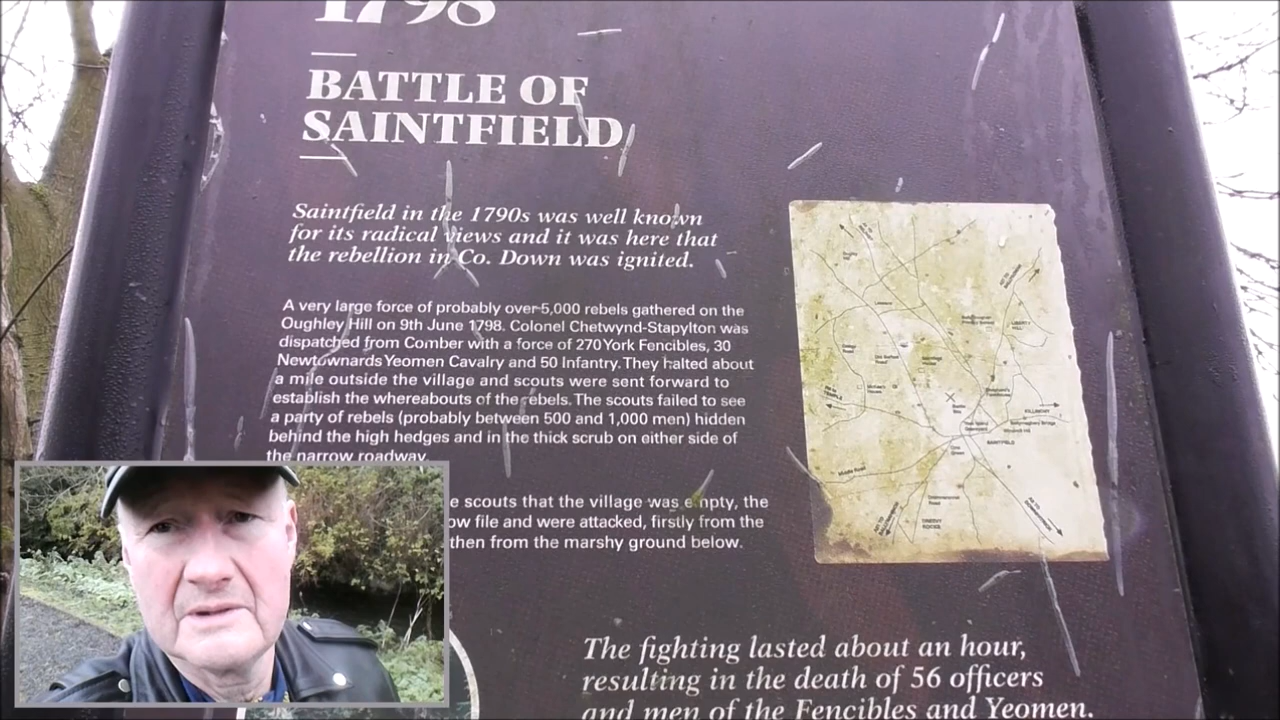 1798
BATTLE OF
SAINTFIELD
Saintfield in the 1790s was well known
for its radical views and it was here that
the rebellion in Co. Down was ignited.
A very large force of probably over 5,000 rebels gathered on the
Oughley Hill on 9th June 1798. Colonel Chetwynd-Stapylton was
dispatched from Comber with a force of 270 York Fencibles, 30
Newtownards Yeomen Cavalry and 50 Infantry. They halted about
a mile outside the village and scouts were sent forward to
establish the whereabouts of the rebels. The scouts failed to see
a party of rebels (probably between 500 and 1,000 men) hidden
behind the high hedges and in the thick scrub on either side of
the narrow roadway.
e scouts that the village was empty, the
ow file and were attacked, firstly from the
then from the marshy ground below.
LIBERTY
HILL
KILLINCHY
SAINTFIELD
Middle Road
The fighting lasted about an hour,
resulting in the death of 56 officers
and men of the Fencibles and Yeomen.